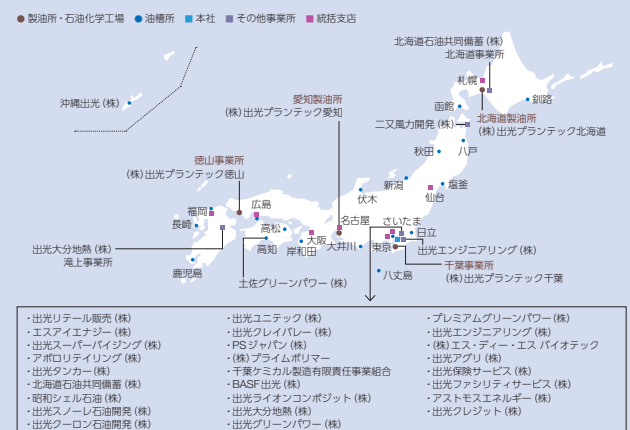 製油所・石油化学工場 油槽所 本社 その他事業所 統括支店
北海道石油共同備蓄(株)
北海道事業所
札幌
函館
釧路
北海道製油所
(株)出光プランテック北海道
二又風力開発(株)
八戸
秋田
沖縄出光(株)
愛知製油所
(株)出光プランテック愛知
徳山事業所
(株)出光プランテック徳山
新潟
塩釜
仙台
伏木
福岡
広島
長崎
高松
高知
大阪
岸和田
名古屋
大井川
さいたま
東京
日立
出光エンジニアリング(株)
千葉事業所
(株)出光プランテック千葉
八丈島
出光大分地熱(株)
滝上事業所
鹿児島
土佐グリーンパワー(株)
・出光リテール販売(株)
・エスアイエナジー(株)
・出光スーパーバイジング(株)
・アポロリテイリング(株)
・出光タンカー(株)
・北海道石油共同備蓄(株)
・昭和シェル石油(株)
・出光スノーレ石油開発(株)
・出光クーロン石油開発(株)
・出光ユニテック(株)
・出光クレイバレー(株)
・PSジャパン(株)
・(株)プライムポリマー
・千葉ケミカル製造有限責任事業組合
・BASF出光(株)
・出光ライオンコンポジット(株)
・出光大分地熱(株)
・出光グリーンパワー(株)
・プレミアムグリーンパワー(株)
・出光エンジニアリング(株)
・(株)エス・ディー・エス バイオテック
・出光アグリ(株)
・出光保険サービス(株)
・出光ファシリティサービス(株)
・アストモスエネルギー(株)
・出光クレジット(株)